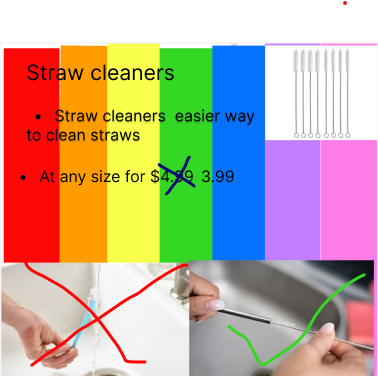 Straw cleaners
• Straw cleaners easier way
to clean straws
• At any size for $4.99 3.99